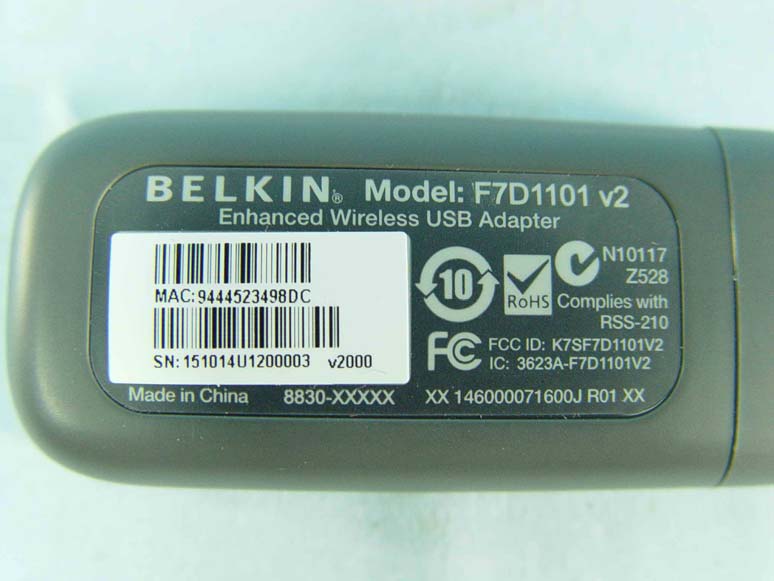 BELKIN® Model: F7D1101 v2
Enhanced Wireless USB Adapter
MAC:9444523498DC
SN:151014U1200003 v2000
10
RoHS
N10117
Z528
Complies with
RSS-210
FC FCC ID: K7SF7D1101V2
IC: 3623A-F7D1101V2
Made in China 8830-XXXXX XX 146000071600J R01 XX